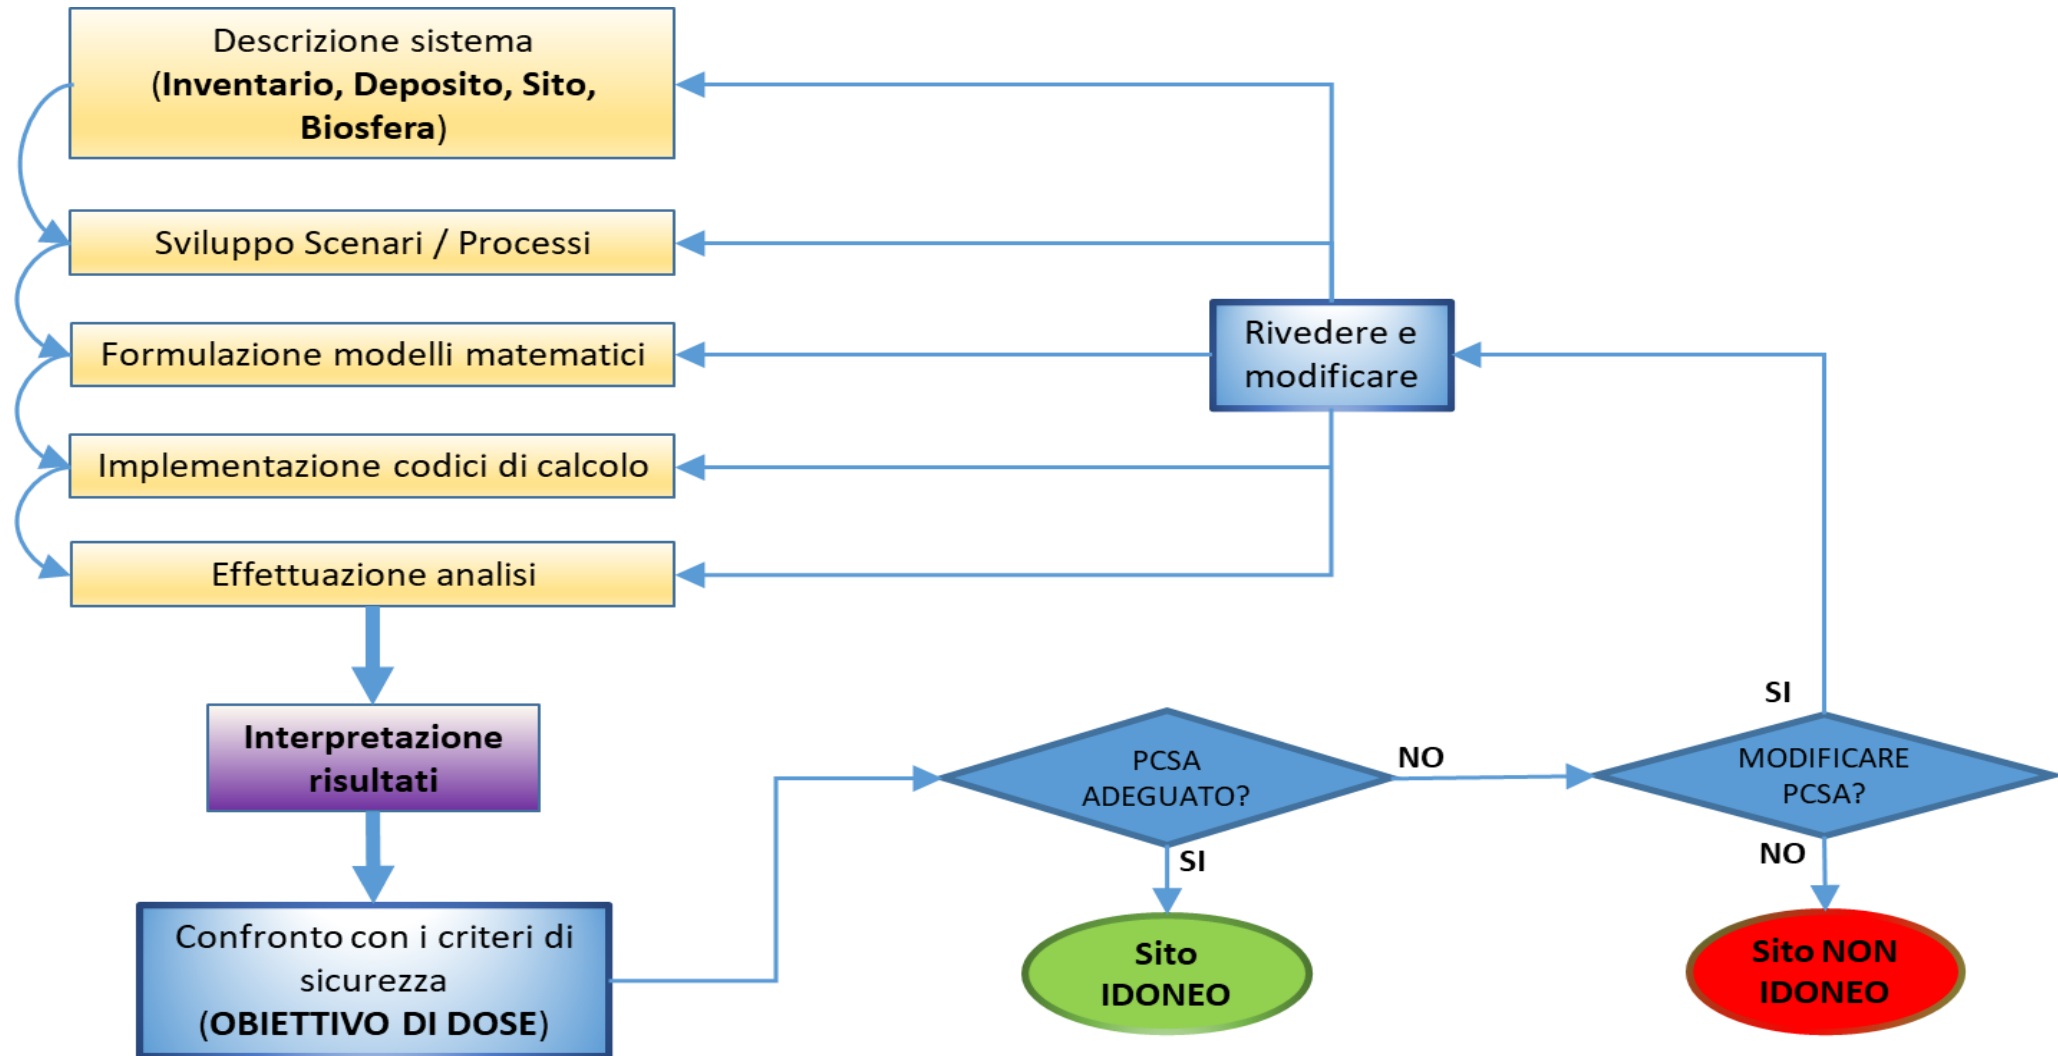 Descrizione sistema
(Inventario, Deposito, Sito,
Biosfera)
Sviluppo Scenari / Processi
Formulazione modelli matematici
Implementazione codici di calcolo
Effettuazione analisi
Rivedere e
modificare
Interpretazione
risultati
Confronto con i criteri di
sicurezza
(OBIETTIVO DI DOSE)
PCSA
ADEGUATO?
NO
SI
Sito
IDONEO
SI
MODIFICARE
PCSA?
NO
Sito NON
IDONEO